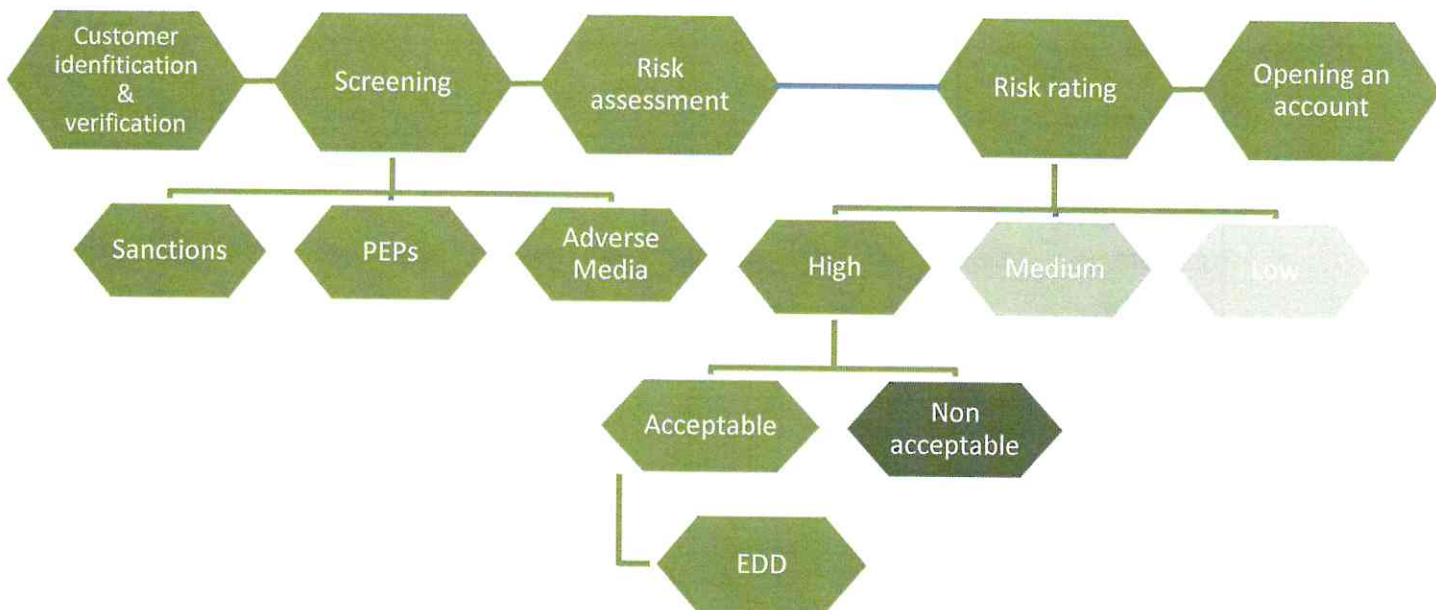 Customer
idenfitication
&
verification
Screening
Risk
assessment
Risk rating
Opening an
account
Sanctions
PEPs
Adverse
Media
High
Medium
Low
Acceptable
Non
acceptable
EDD